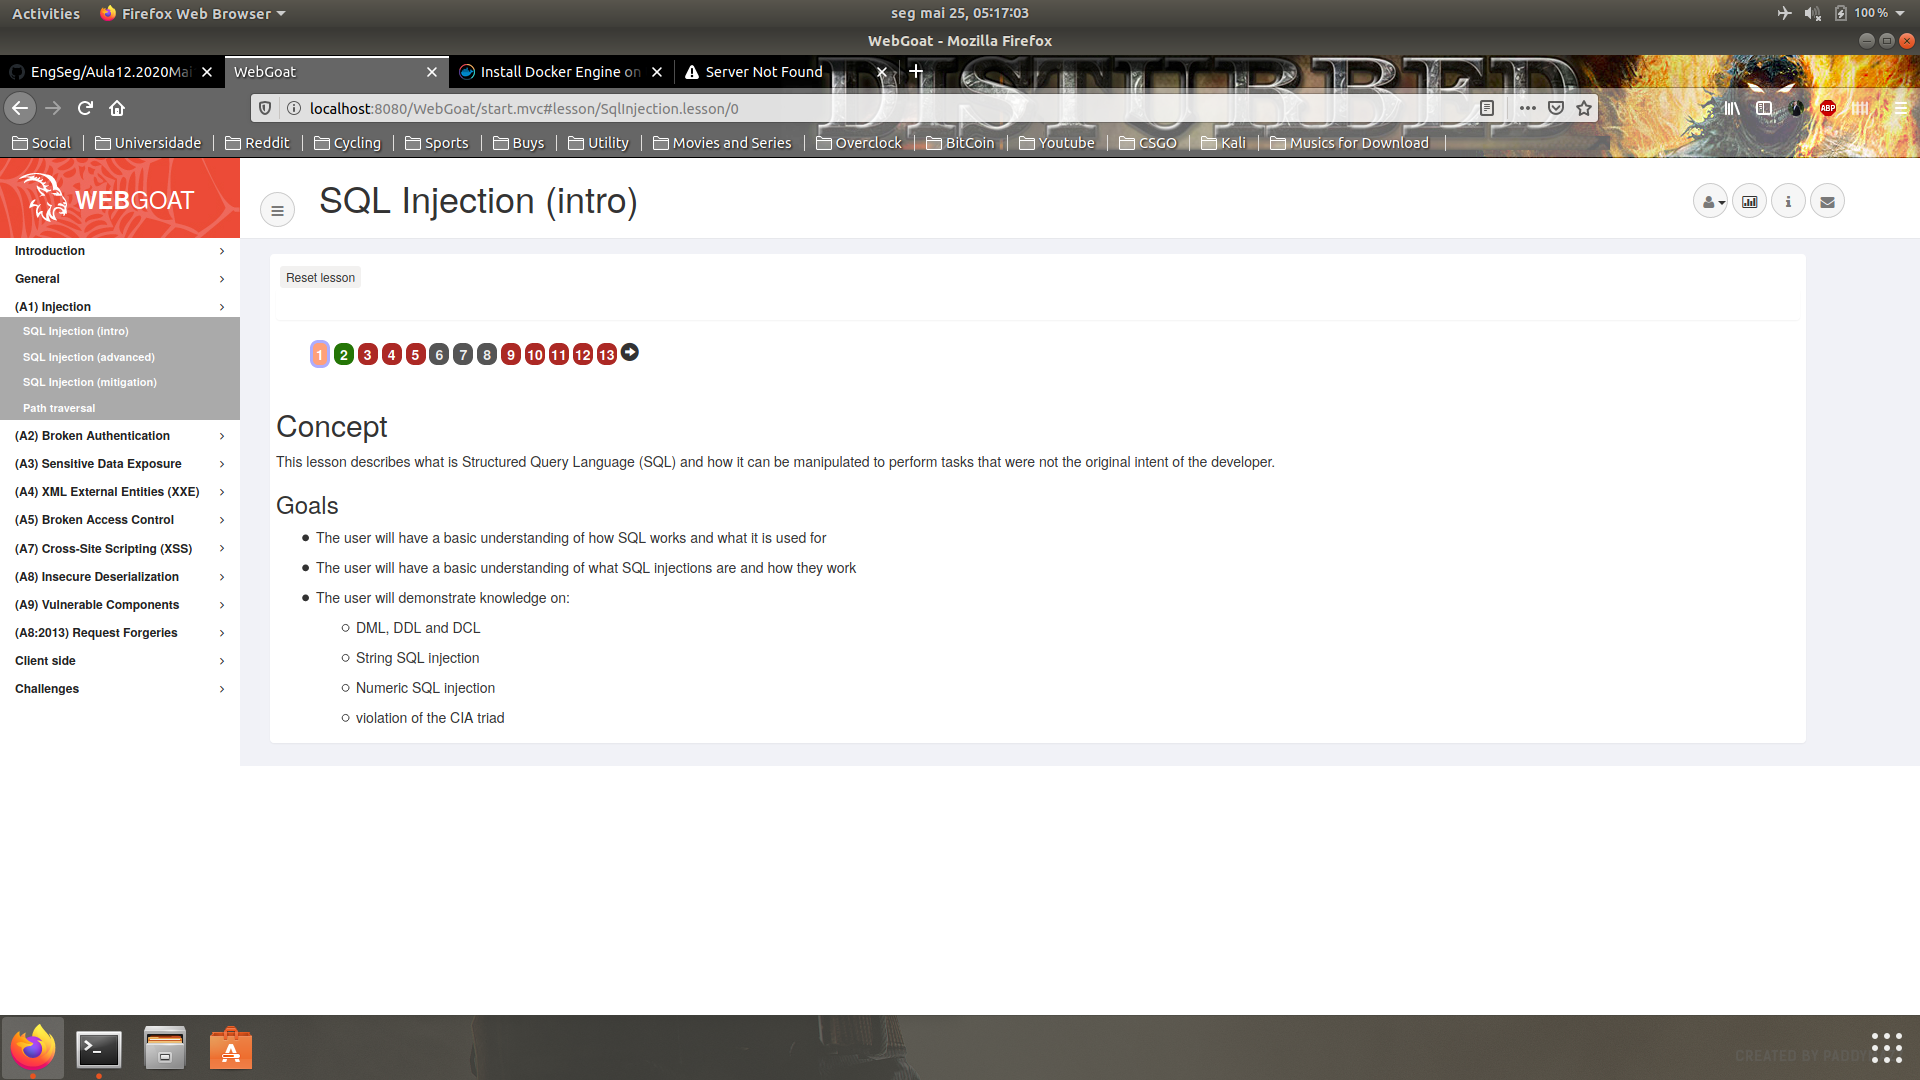 Activities Firefox Web Browser seg mai 25, 05:17:03 100 %
WebGoat - Mozilla Firefox
EngSeg/Aula12.2020Mai WebGoat Install Docker Engine on Server Not Found
DISTURBED
localhost:8080/WebGoat/start.mvc#lesson/SqlInjection.lesson/0
ABP
Social Universidade Reddit Cycling Sports Buys Utility Movies and Series Overclock BitCoin Youtube CSGO Kali Musics for Download
WEBGOAT
SQL Injection (intro)
Introduction
General
(A1) Injection
SQL Injection (intro)
SQL Injection (advanced)
SQL Injection (mitigation)
Path traversal
(A2) Broken Authentication
(A3) Sensitive Data Exposure
(A4) XML External Entities (XXE)
(A5) Broken Access Control
(A7) Cross-Site Scripting (XSS)
(A8) Insecure Deserialization
(A9) Vulnerable Components
(A8:2013) Request Forgeries
Client side
Challenges
Reset lesson
1 2 3 4 5 6 7 8 9 10 11 12 13
Concept
This lesson describes what is Structured Query Language (SQL) and how it can be manipulated to perform tasks that were not the original intent of the developer.
Goals
The user will have a basic understanding of how SQL works and what it is used for
The user will have a basic understanding of what SQL injections are and how they work
The user will demonstrate knowledge on:
DML, DDL and DCL
String SQL injection
Numeric SQL injection
violation of the CIA triad
CREATED BY